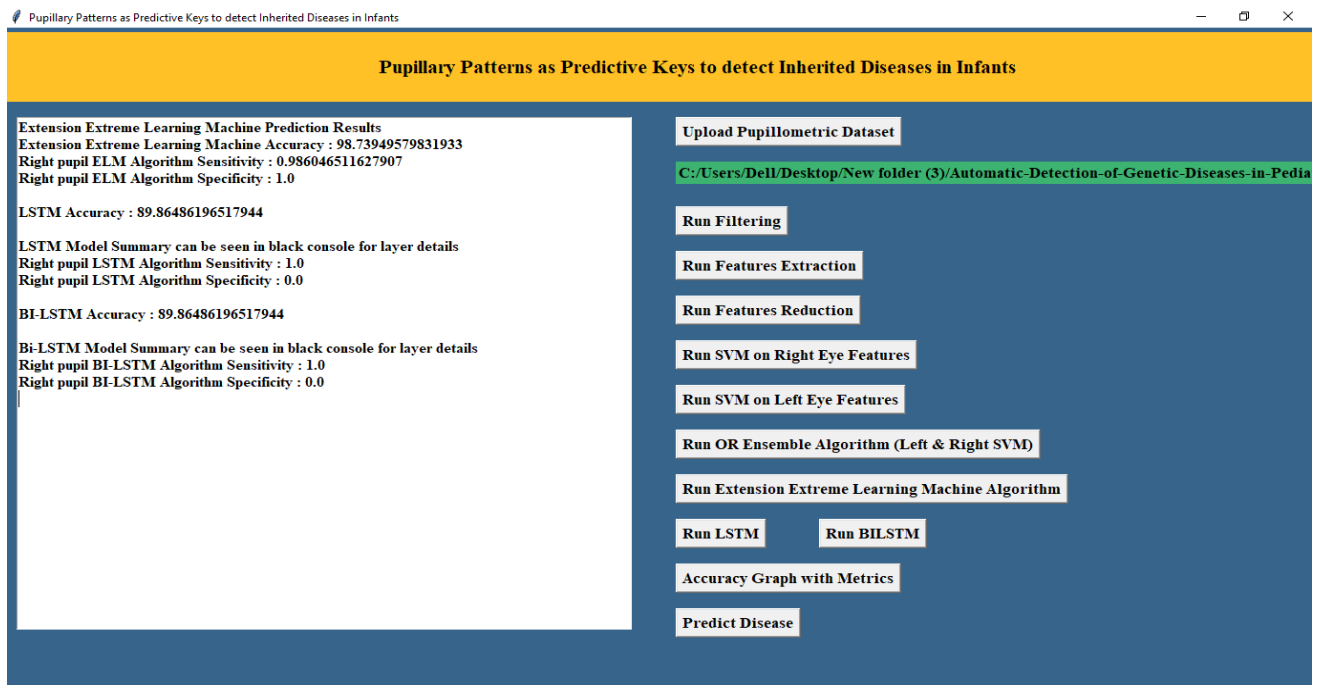 Pupillary Patterns as Predictive Keys to detect Inherited Diseases in Infants
Pupillary Patterns as Predictive Keys to detect Inherited Diseases in Infants
Extension Extreme Learning Machine Prediction Results
Extension Extreme Learning Machine Accuracy : 98.73949579831933
Right pupil ELM Algorithm Sensitivity : 0.986046511627907
Right pupil ELM Algorithm Specificity : 1.0
LSTM Accuracy : 89.86486196517944
LSTM Model Summary can be seen in black console for layer details
Right pupil LSTM Algorithm Sensitivity : 1.0
Right pupil LSTM Algorithm Specificity : 0.0
BI-LSTM Accuracy : 89.86486196517944
Bi-LSTM Model Summary can be seen in black console for layer details
Right pupil BI-LSTM Algorithm Sensitivity : 1.0
Right pupil BI-LSTM Algorithm Specificity : 0.0
Upload Pupillometric Dataset
C:/Users/Dell/Desktop/New folder (3)/Automatic-Detection-of-Genetic-Diseases-in-Pedia
Run Filtering
Run Features Extraction
Run Features Reduction
Run SVM on Right Eye Features
Run SVM on Left Eye Features
Run OR Ensemble Algorithm (Left & Right SVM)
Run Extension Extreme Learning Machine Algorithm
Run LSTM Run BILSTM
Accuracy Graph with Metrics
Predict Disease